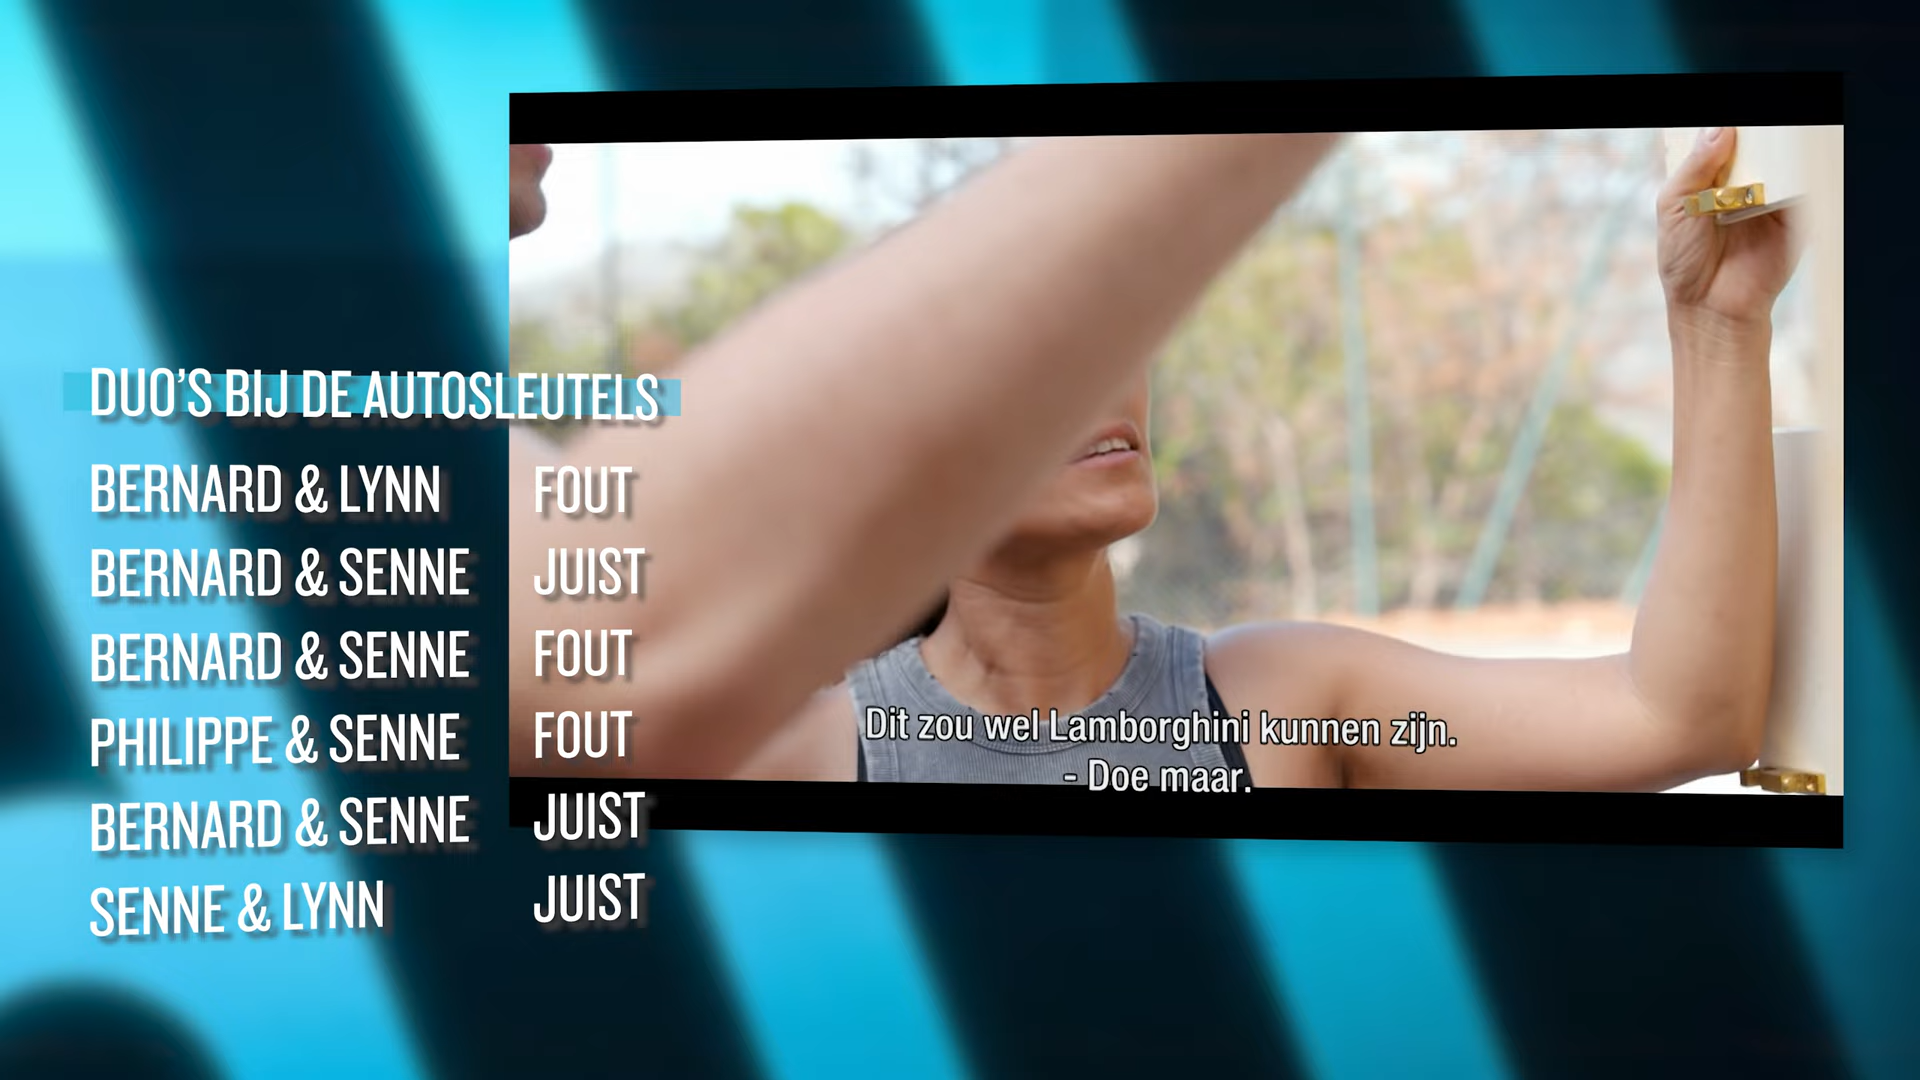 DUO'S BIJ DE AUTOSLEUTELS
BERNARD & LYNN FOUT
BERNARD & SENNE JUIST
BERNARD & SENNE FOUT
PHILIPPE & SENNE FOUT
BERNARD & SENNE JUIST
SENNE & LYNN JUIST
Dit zou wel Lamborghini kunnen zijn.
- Doe maar.